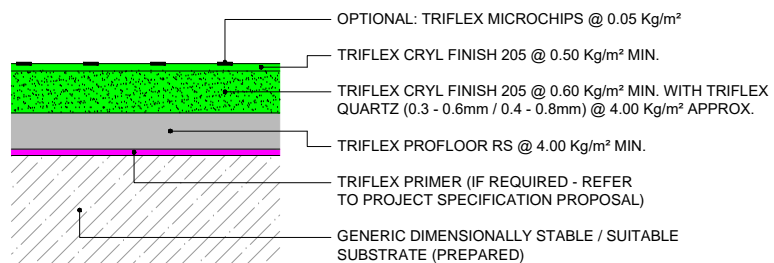 OPTIONAL: TRIFLEX MICROCHIPS @ 0.05 Kg/m²
TRIFLEX CRYL FINISH 205 @ 0.50 Kg/m² MIN.
TRIFLEX CRYL FINISH 205 @ 0.60 Kg/m² MIN. WITH TRIFLEX
QUARTZ (0.3 - 0.6mm / 0.4 - 0.8mm) @ 4.00 Kg/m² APPROX.
TRIFLEX PROFLOOR RS @ 4.00 Kg/m² MIN.
TRIFLEX PRIMER (IF REQUIRED - REFER
TO PROJECT SPECIFICATION PROPOSAL)
GENERIC DIMENSIONALLY STABLE / SUITABLE
SUBSTRATE (PREPARED)